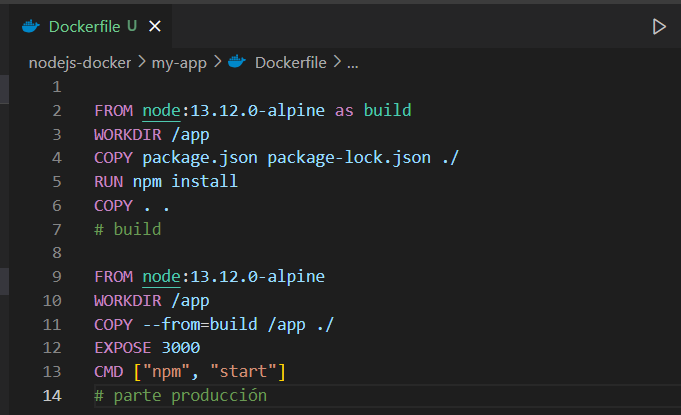 Dockerfile U
nodejs-docker > my-app > Dockerfile > ...
1
2 FROM node:13.12.0-alpine as build
3 WORKDIR /app
4 COPY package.json package-lock.json ./
5 RUN npm install
6 COPY . .
7 # build
8
9 FROM node:13.12.0-alpine
10 WORKDIR /app
11 COPY --from=build /app ./
12 EXPOSE 3000
13 CMD ["npm", "start"]
14 # parte producción